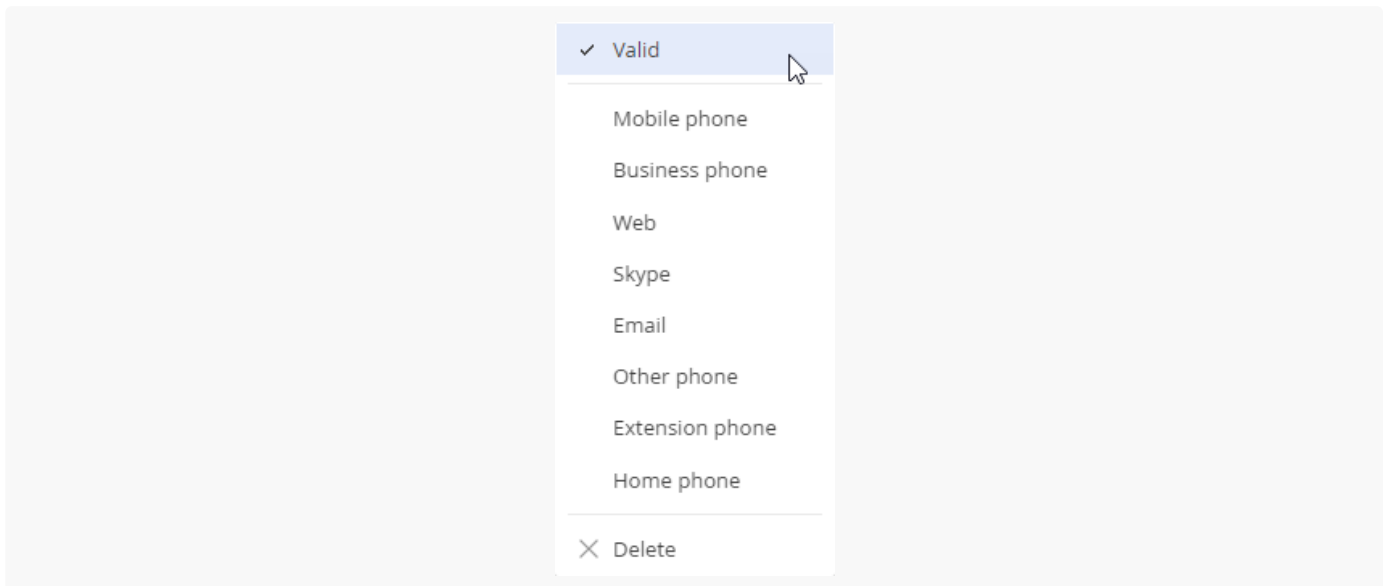 Valid
Mobile phone
Business phone
Web
Skype
Email
Other phone
Extension phone
Home phone
Delete